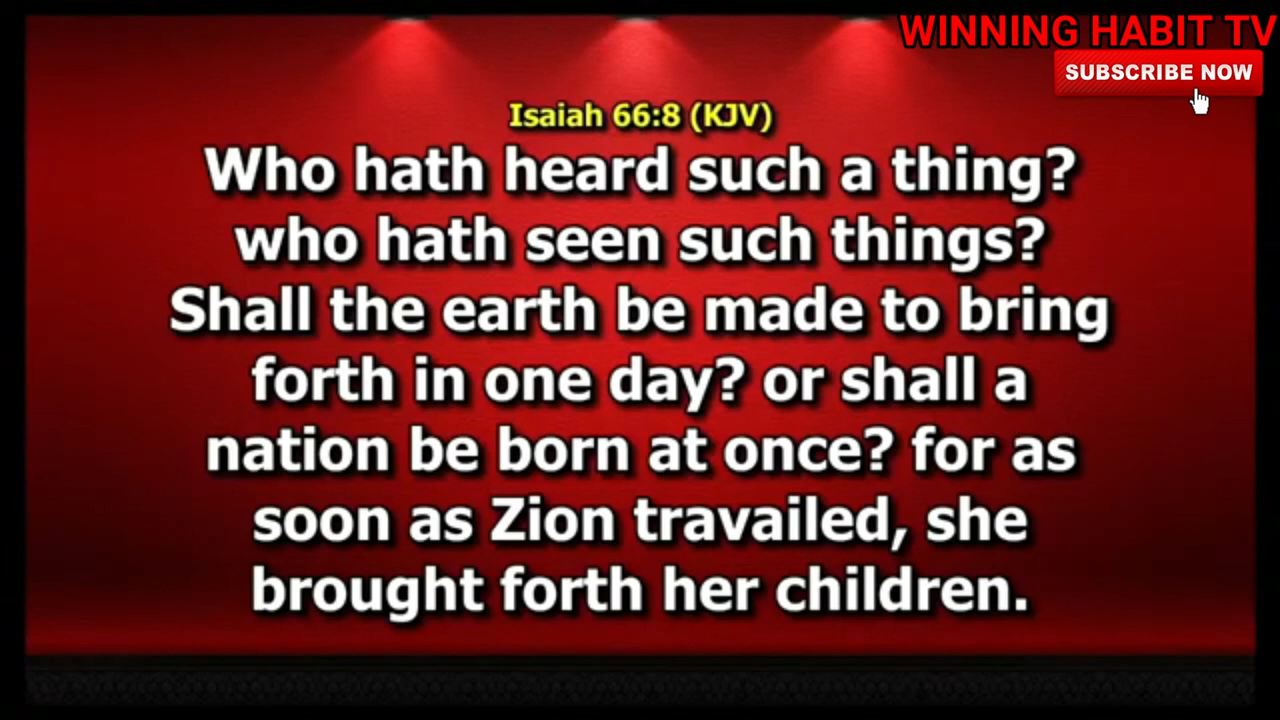 WINNING HABIT TV
SUBSCRIBE NOW
Isaiah 66:8 (KJV)
Who hath heard such a thing?
who hath seen such things?
Shall the earth be made to bring
forth in one day? or shall a
nation be born at once? for as
soon as Zion travailed, she
brought forth her children.